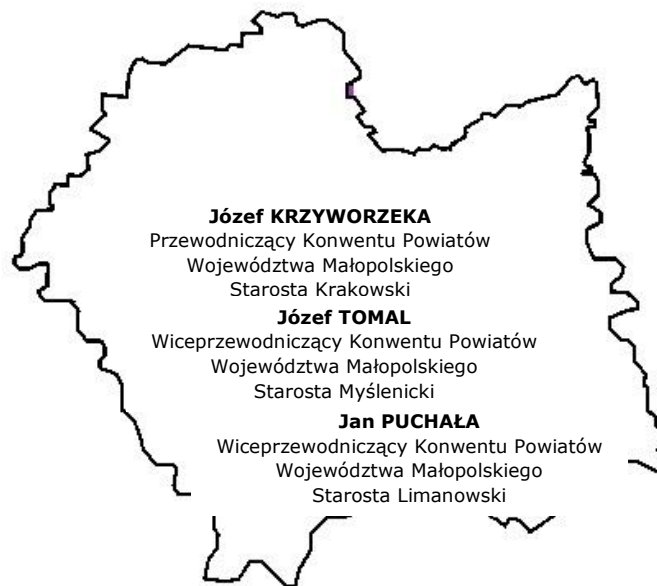 Józef KRZYWORZEKA
Przewodniczący Konwentu Powiatów
Województwa Małopolskiego
Starosta Krakowski
Józef TOMAL
Wiceprzewodniczący Konwentu Powiatów
Województwa Małopolskiego
Starosta Myślenicki
Jan PUCHAŁA
Wiceprzewodniczący Konwentu Powiatów
Województwa Małopolskiego
Starosta Limanowski